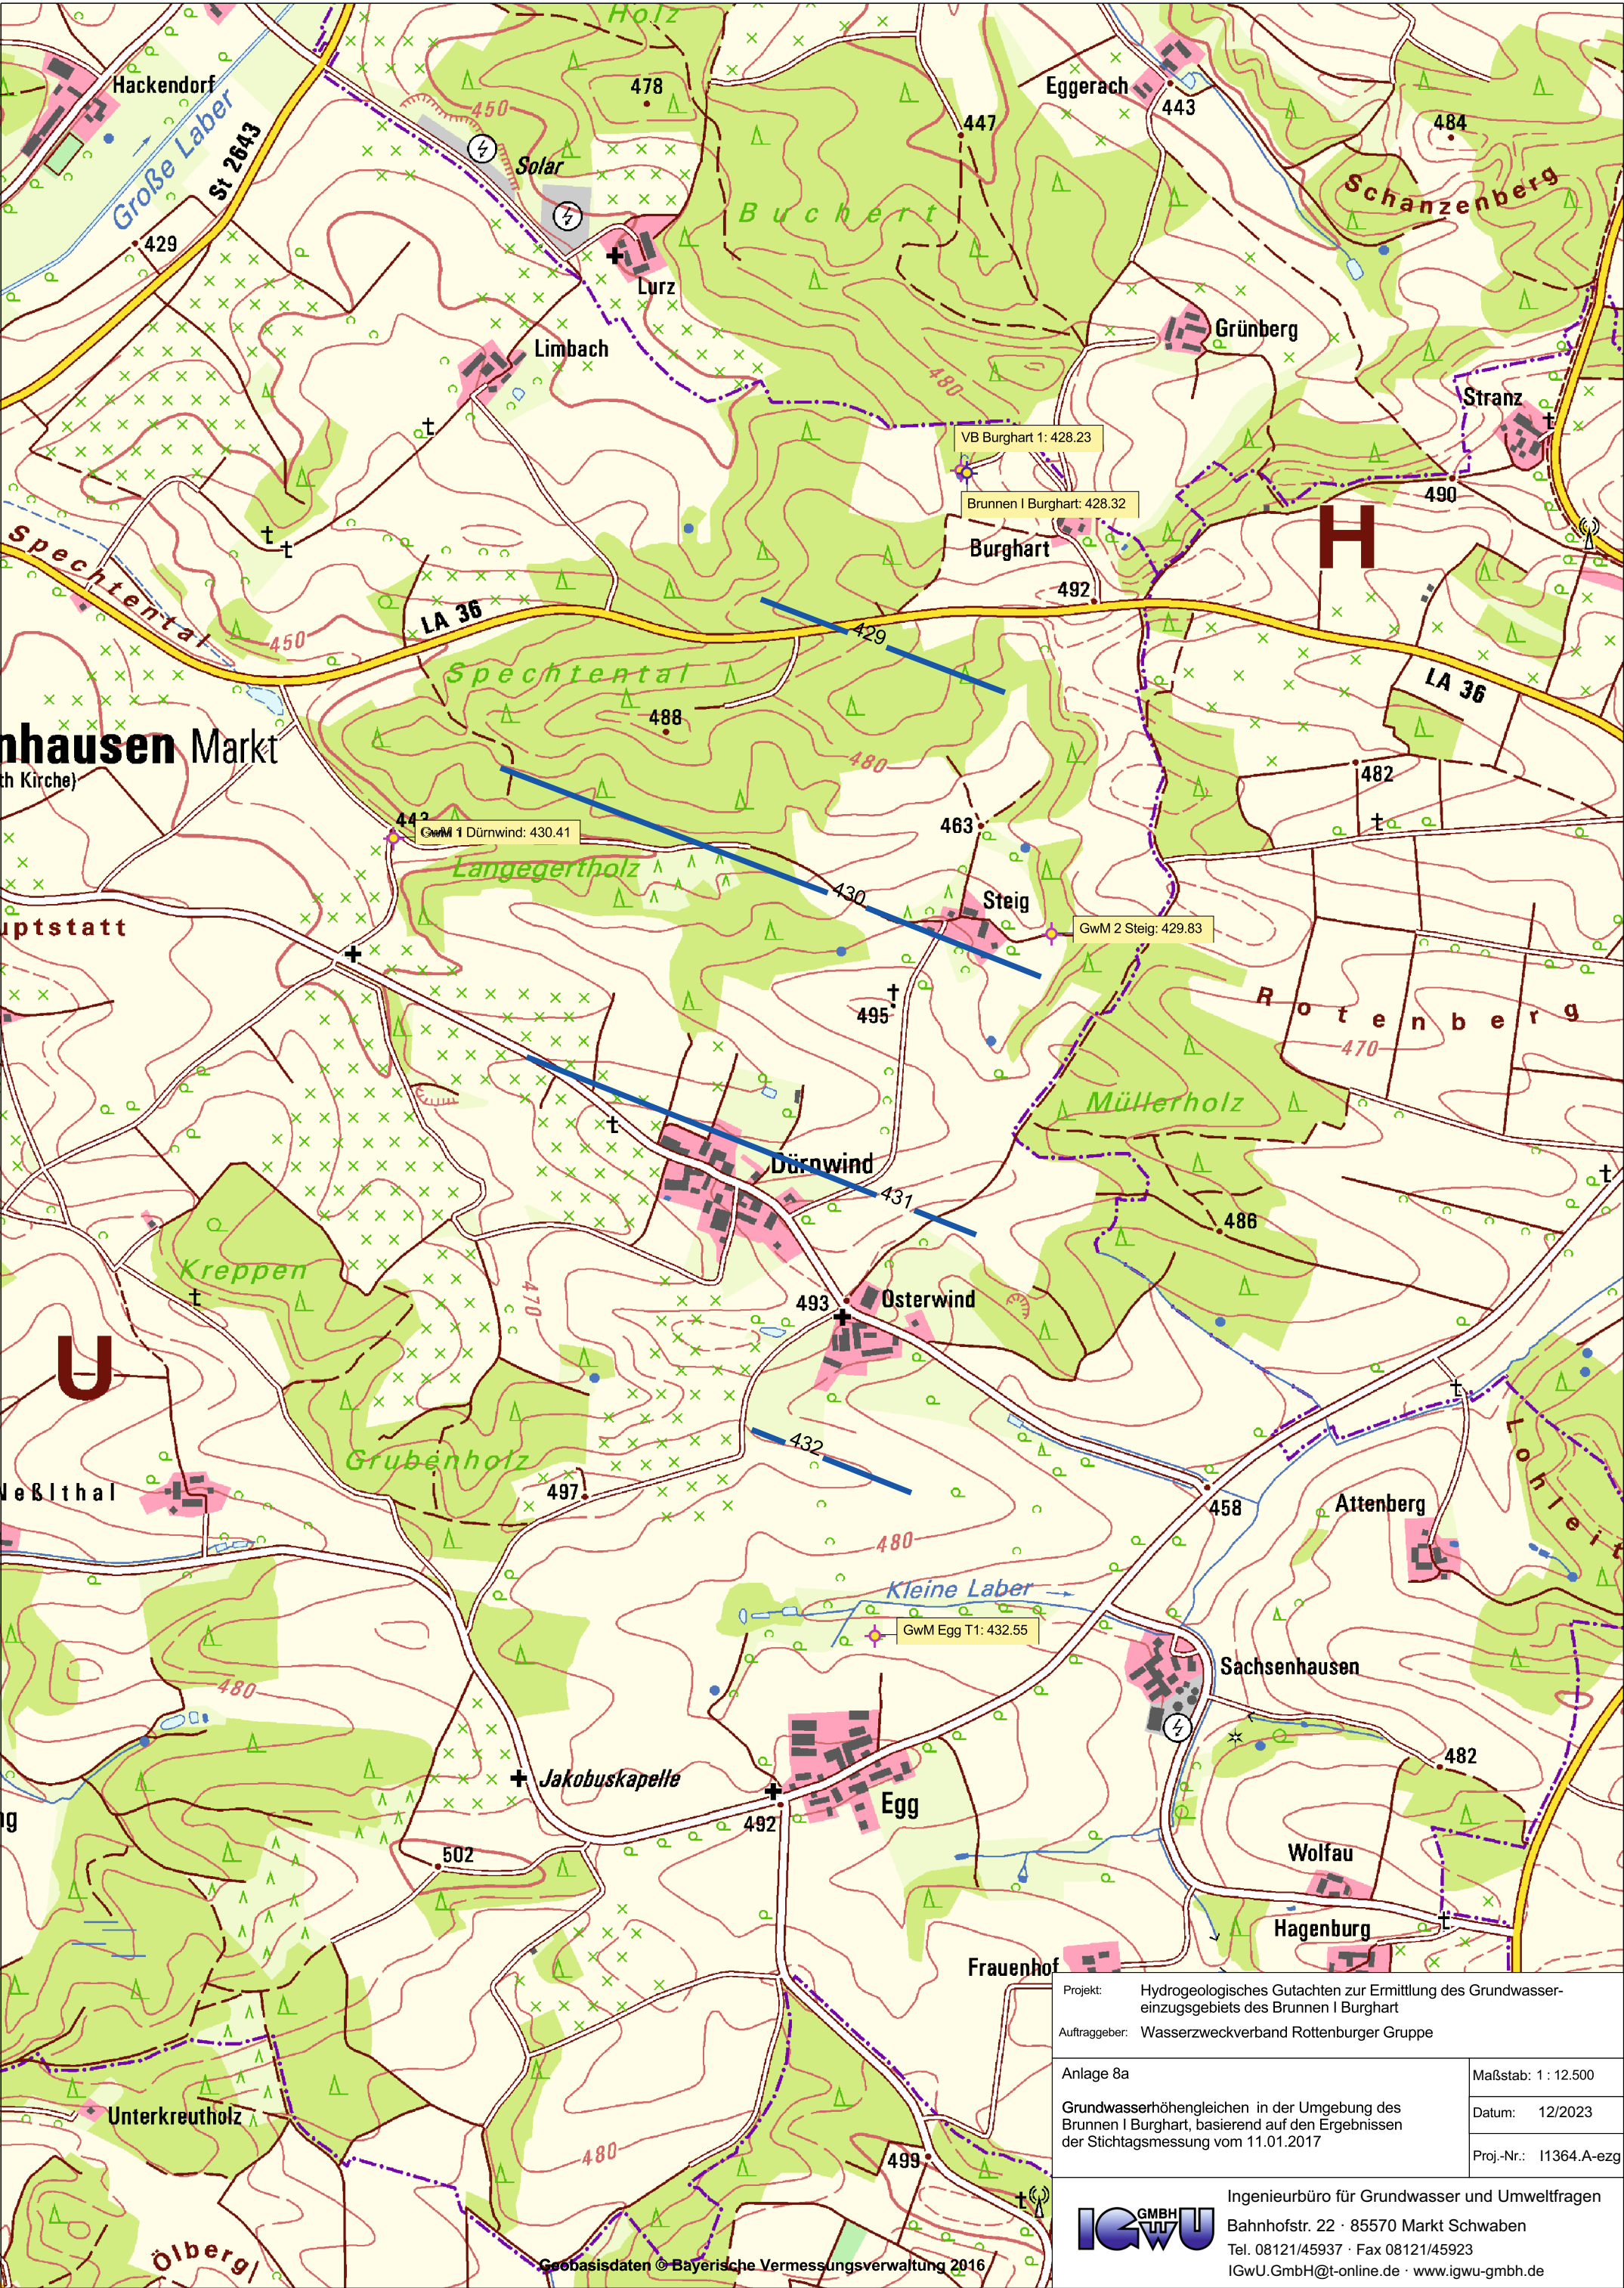 Holz
Hackendorf
478
450
Eggerach
443
447
484
Große Laber
St 2643
Solar
Schanzenberg
Buchert
429
Lurz
Grünberg
Limbach
480
Stranz
VB Burghart 1: 428.23
490
Brunnen I Burghart: 428.32
H
Burghart
Spechtental
492
LA 36
429
450
Spechtental
LA 36
488
nhausen Markt
480
th Kirche)
482
463
GwM 1 Dürnwind: 430.41
Langegertholz
430
Steig
uptstatt
GwM 2 Steig: 429.83
495
Rotenberg
470
Müllerholz
Dürnwind
431
486
Kreppen
470
493
Osterwind
U
432
Grubenholz
Lohleit
Neßlthal
497
458
Attenberg
480
Kleine Laber
GwM Egg T1: 432.55
Sachsenhausen
480
482
Jakobuskapelle
Egg
492
ng
502
Wolfau
Hagenburg
Frauenhof
Projekt: Hydrogeologisches Gutachten zur Ermittlung des Grundwasser-
einzugsgebiets des Brunnen I Burghart
Auftraggeber: Wasserzweckverband Rottenburger Gruppe
Anlage 8a
Maßstab: 1 : 12.500
Grundwasserhöhengleichen in der Umgebung des
Brunnen I Burghart, basierend auf den Ergebnissen
der Stichtagsmessung vom 11.01.2017
Datum: 12/2023
Proj.-Nr.: I1364.A-ezg
Unterkreutholz
480
499
Ölberg
IGwU GMBH
Ingenieurbüro für Grundwasser und Umweltfragen
Bahnhofstr. 22 · 85570 Markt Schwaben
Tel. 08121/45937 · Fax 08121/45923
IGwU.GmbH@t-online.de · www.igwu-gmbh.de
Geobasisdaten © Bayerische Vermessungsverwaltung 2016